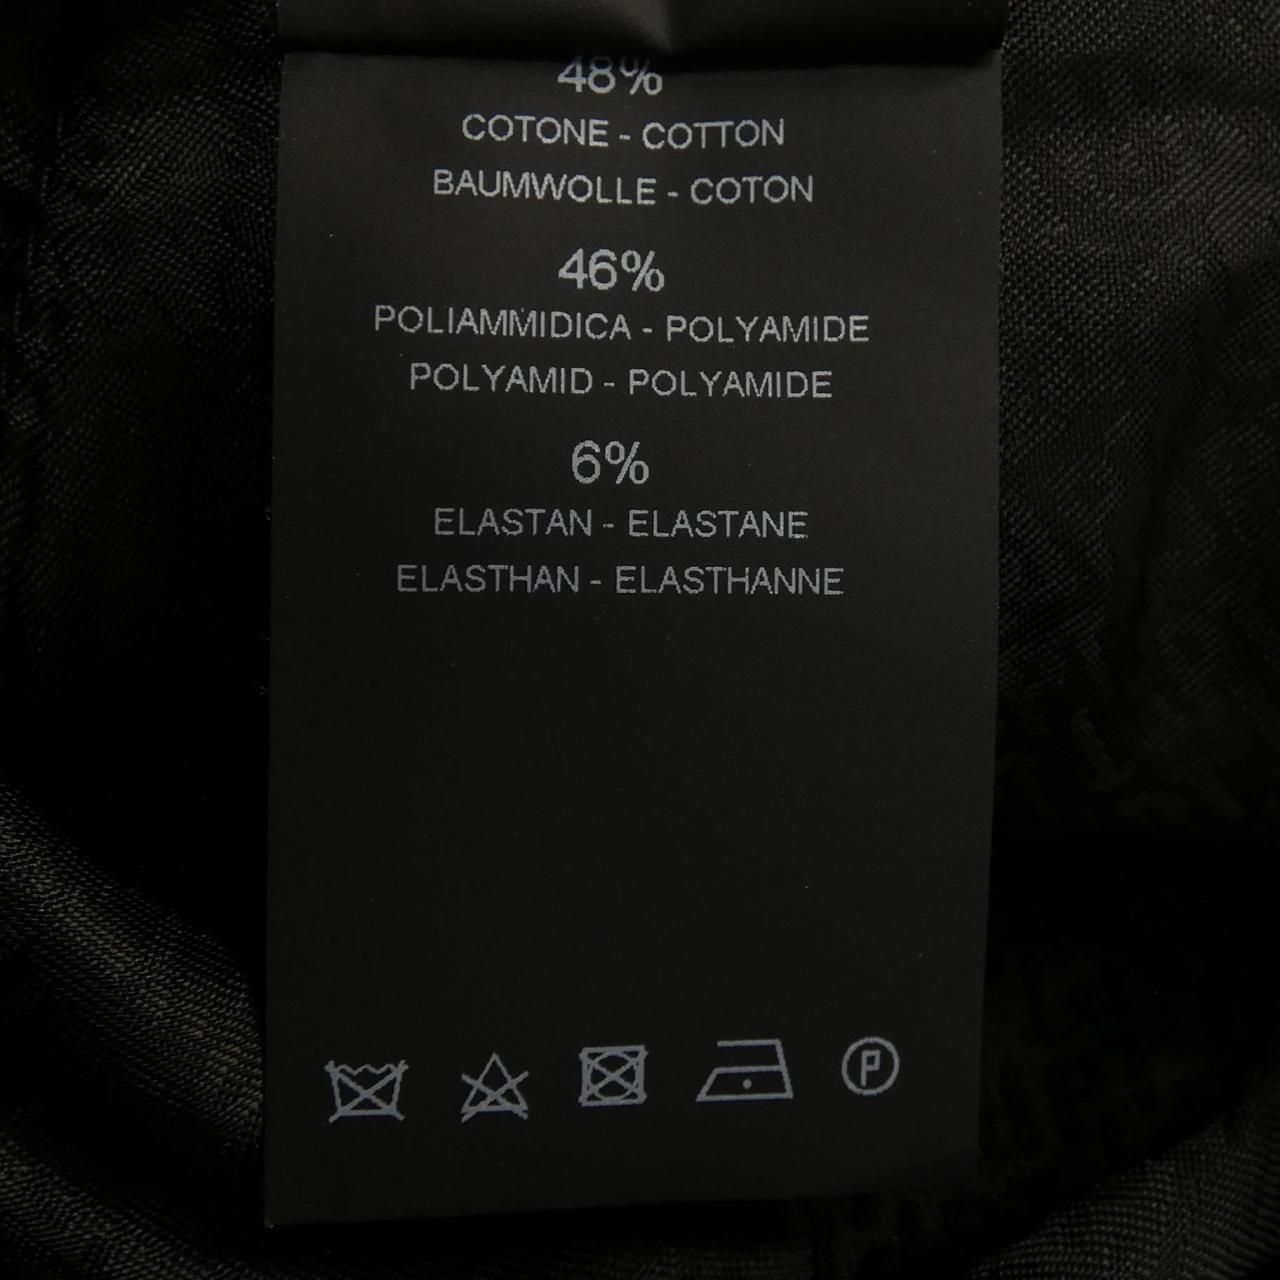 48%
COTONE - COTTON
BAUMWOLLE - COTON
46%
POLIAMMIDICA - POLYAMIDE
POLYAMID - POLYAMIDE
6%
ELASTAN - ELASTANE
ELASTHAN - ELASTHANNE
P